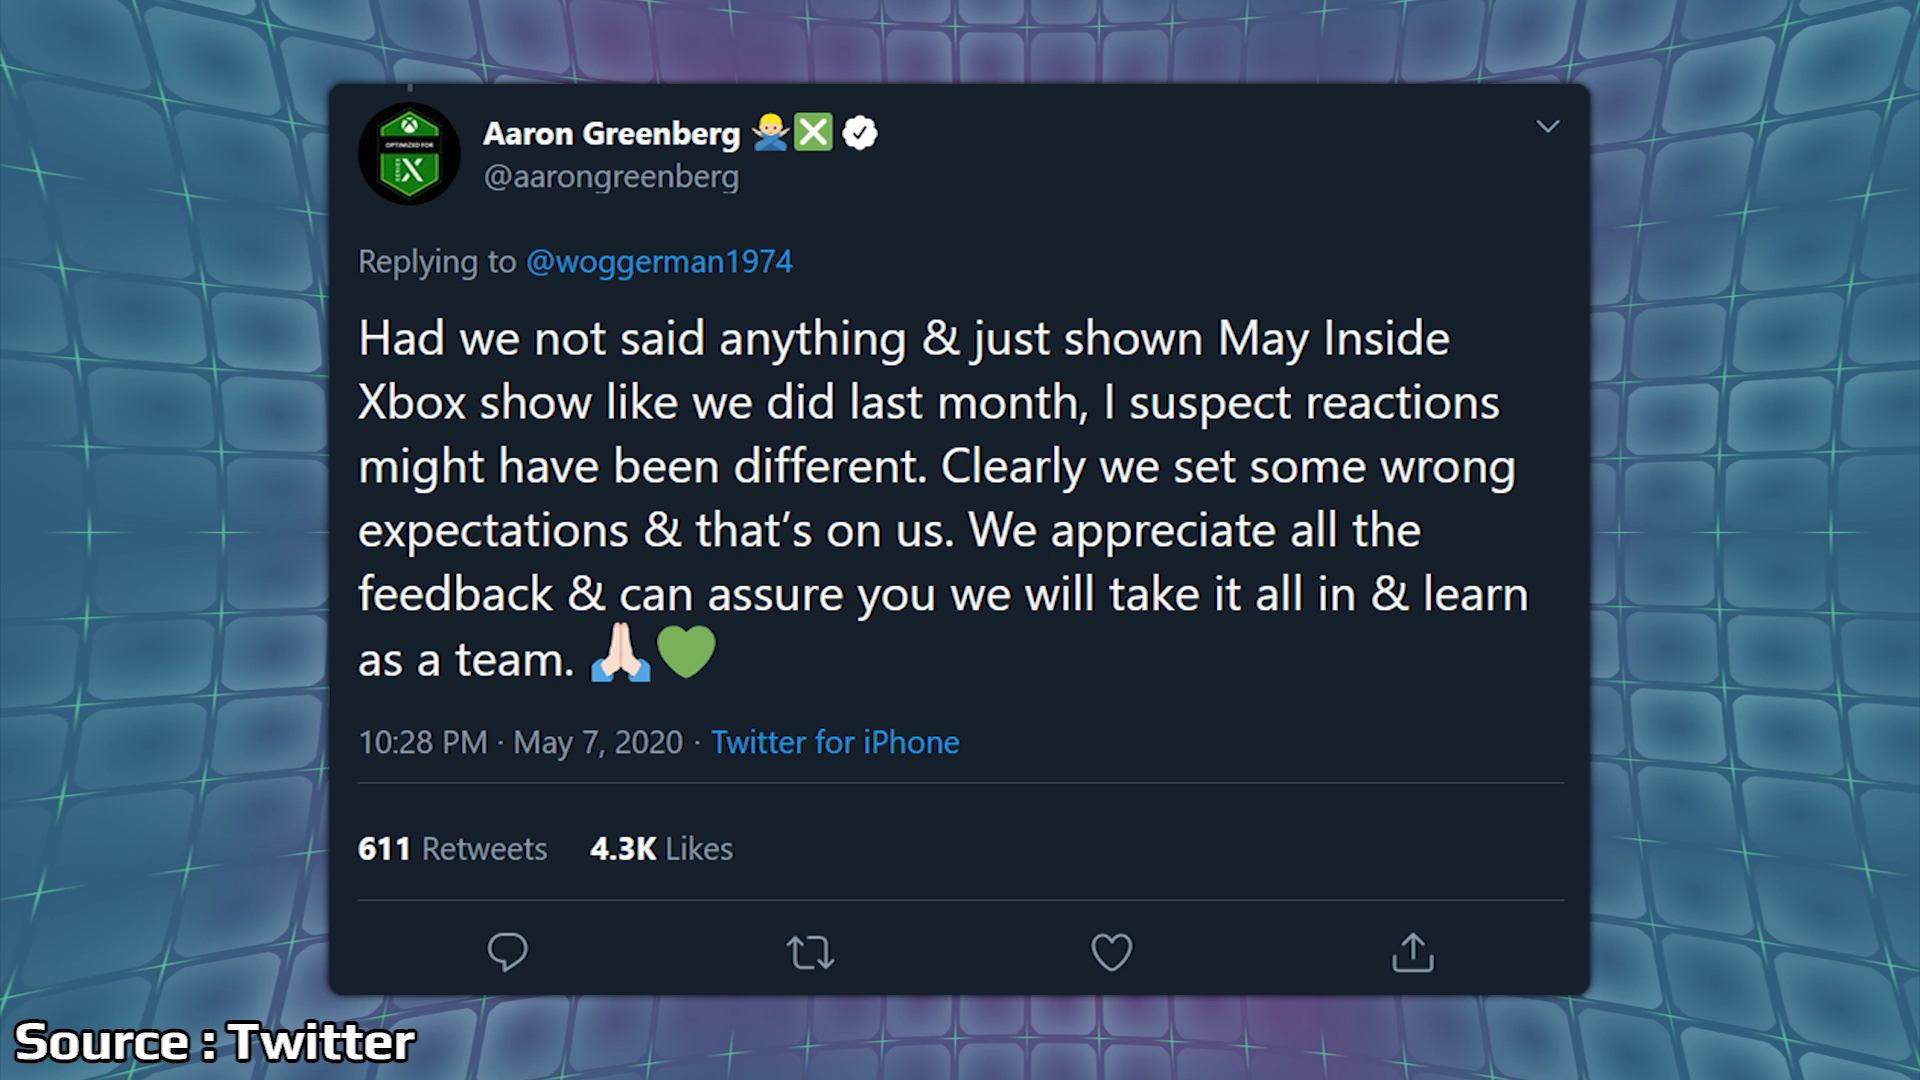 Aaron Greenberg 🙅🏼‍♂️❎
@aarongreenberg
OPTIMIZED FOR
SERIES X
Replying to @woggerman1974
Had we not said anything & just shown May Inside
Xbox show like we did last month, I suspect reactions
might have been different. Clearly we set some wrong
expectations & that’s on us. We appreciate all the
feedback & can assure you we will take it all in & learn
as a team. 🙏🏻💚
10:28 PM · May 7, 2020 · Twitter for iPhone
611 Retweets 4.3K Likes
Source : Twitter